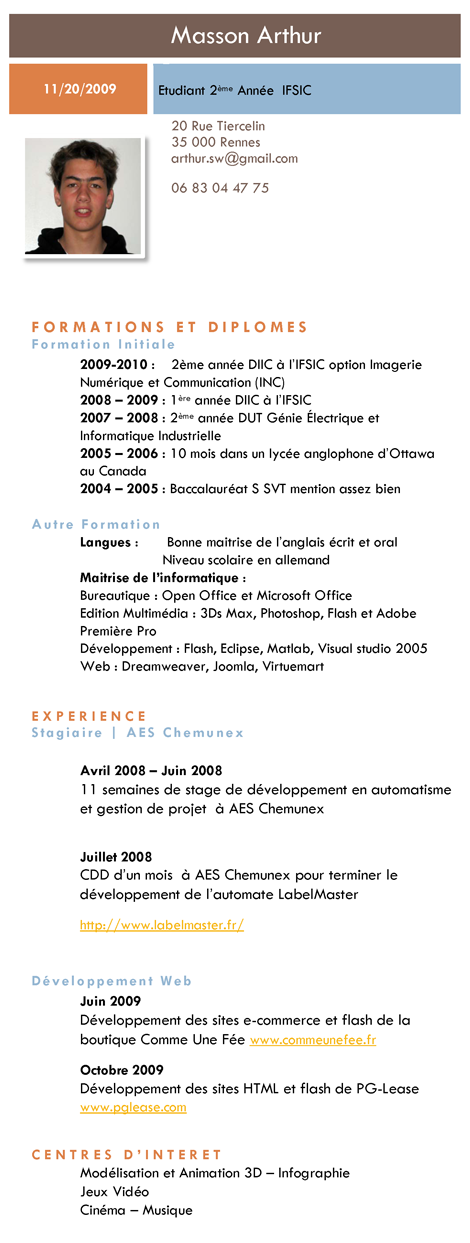 Masson Arthur
11/20/2009
Etudiant 2ème Année IFSIC
20 Rue Tiercelin
35 000 Rennes
arthur.sw@gmail.com
06 83 04 47 75
FORMATIONS ET DIPLOMES
Formation Initiale
2009-2010 : 2ème année DIIC à l'IFSIC option Imagerie
Numérique et Communication (INC)
2008 – 2009 : 1ère année DIIC à l'IFSIC
2007 – 2008 : 2ème année DUT Génie Électrique et
Informatique Industrielle
2005 – 2006 : 10 mois dans un lycée anglophone d'Ottawa
au Canada
2004 – 2005 : Baccalauréat S SVT mention assez bien
Autre Formation
Langues : Bonne maitrise de l'anglais écrit et oral
Niveau scolaire en allemand
Maitrise de l'informatique :
Bureautique : Open Office et Microsoft Office
Edition Multimédia : 3Ds Max, Photoshop, Flash et Adobe
Première Pro
Développement : Flash, Eclipse, Matlab, Visual studio 2005
Web : Dreamweaver, Joomla, Virtuemart
EXPERIENCE
Stagiaire | AES Chemunex
Avril 2008 – Juin 2008
11 semaines de stage de développement en automatisme
et gestion de projet à AES Chemunex
Juillet 2008
CDD d'un mois à AES Chemunex pour terminer le
développement de l'automate LabelMaster
http://www.labelmaster.fr/
Développement Web
Juin 2009
Développement des sites e-commerce et flash de la
boutique Comme Une Fée www.commeunefee.fr
Octobre 2009
Développement des sites HTML et flash de PG-Lease
www.pglease.com
CENTRES D'INTERET
Modélisation et Animation 3D – Infographie
Jeux Vidéo
Cinéma – Musique